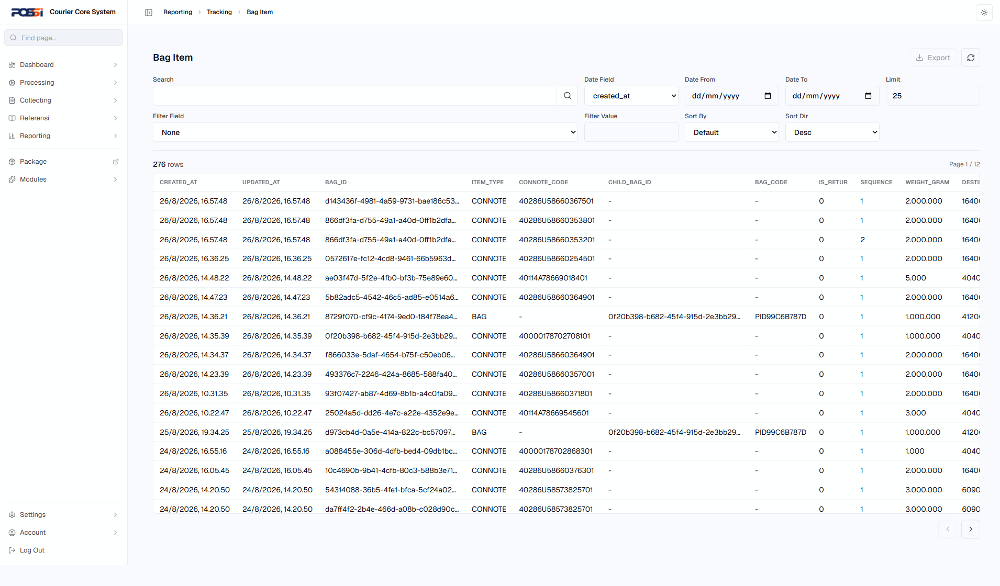 POSSI Courier Core System
Reporting > Tracking > Bag Item
Find page...
Dashboard
Processing
Collecting
Referensi
Reporting
Package
Modules
Settings
Account
Log Out
Bag Item
Export
Search
Date Field
Date From
Date To
Limit
created_at
dd/mm/yyyy
dd/mm/yyyy
25
Filter Field
Filter Value
Sort By
Sort Dir
None
Default
Desc
276 rows
Page 1 / 12
CREATED_AT UPDATED_AT BAG_ID ITEM_TYPE CONNOTE_CODE CHILD_BAG_ID BAG_CODE IS_RETUR SEQUENCE WEIGHT_GRAM DESTI
26/8/2026, 16.57.48 26/8/2026, 16.57.48 d143436f-4981-4a59-9731-bae186c53... CONNOTE 40286U58660367501 - - 0 1 2.000.000 1640
26/8/2026, 16.57.48 26/8/2026, 16.57.48 866df3fa-d755-49a1-a40d-0ff1b2dfa... CONNOTE 40286U58660353801 - - 0 1 2.000.000 1640
26/8/2026, 16.57.48 26/8/2026, 16.57.48 866df3fa-d755-49a1-a40d-0ff1b2dfa... CONNOTE 40286U58660353201 - - 0 2 2.000.000 1640
26/8/2026, 16.36.25 26/8/2026, 16.36.25 0572617e-fc12-4cd8-9461-66b5963d... CONNOTE 40286U58660254501 - - 0 1 2.000.000 1640
26/8/2026, 14.48.22 26/8/2026, 14.48.22 ae03f47d-5f2e-4fb0-bf3b-75e89e60... CONNOTE 40114A78669018401 - - 0 1 5.000 4040
26/8/2026, 14.47.23 26/8/2026, 14.47.23 5b82adc5-4542-46c5-ad85-e0514a6... CONNOTE 40286U58660364901 - - 0 1 2.000.000 1640
26/8/2026, 14.36.21 26/8/2026, 14.36.21 8729f070-cf9c-4174-9ed0-184f78ea4... BAG - 0f20b398-b682-45f4-915d-2e3bb29... PID99C6B787D 0 1 1.000.000 4120
26/8/2026, 14.35.39 26/8/2026, 14.35.39 0f20b398-b682-45f4-915d-2e3bb29... CONNOTE 40000178702708101 - - 0 1 1.000.000 4040
26/8/2026, 14.34.37 26/8/2026, 14.34.37 f866033e-5daf-4654-b75f-c50eb06... CONNOTE 40286U58660364901 - - 0 1 2.000.000 1640
26/8/2026, 14.23.39 26/8/2026, 14.23.39 493376c7-2246-424a-8685-588fa40... CONNOTE 40286U58660357001 - - 0 1 2.000.000 1640
26/8/2026, 10.31.35 26/8/2026, 10.31.35 93f07427-ab87-4d69-8b1b-a4c0fa09... CONNOTE 40286U58660371801 - - 0 1 2.000.000 1640
26/8/2026, 10.22.47 26/8/2026, 10.22.47 25024a5d-dd26-4e7c-a22e-4352e9e... CONNOTE 40114A78669545601 - - 0 1 3.000 4040
25/8/2026, 19.34.25 25/8/2026, 19.34.25 d973cb4d-0a5e-414a-822c-bc57097... BAG - 0f20b398-b682-45f4-915d-2e3bb29... PID99C6B787D 0 1 1.000.000 4120
24/8/2026, 16.55.16 24/8/2026, 16.55.16 a088455e-306d-4dfb-bed4-09db1bc... CONNOTE 40000178702868301 - - 0 1 1.000 4040
24/8/2026, 16.05.45 24/8/2026, 16.05.45 10c4690b-9b41-4cfb-80c3-588b3e71... CONNOTE 40286U58660376301 - - 0 1 2.000.000 1640
24/8/2026, 14.20.50 24/8/2026, 14.20.50 54314088-36b5-4fe1-bfca-5cf24a02... CONNOTE 40286U58573825701 - - 0 1 3.000.000 6090
24/8/2026, 14.20.50 24/8/2026, 14.20.50 da7ff4f2-2b4e-466d-a08b-c028d90c... CONNOTE 40286U58573825701 - - 0 1 3.000.000 6090